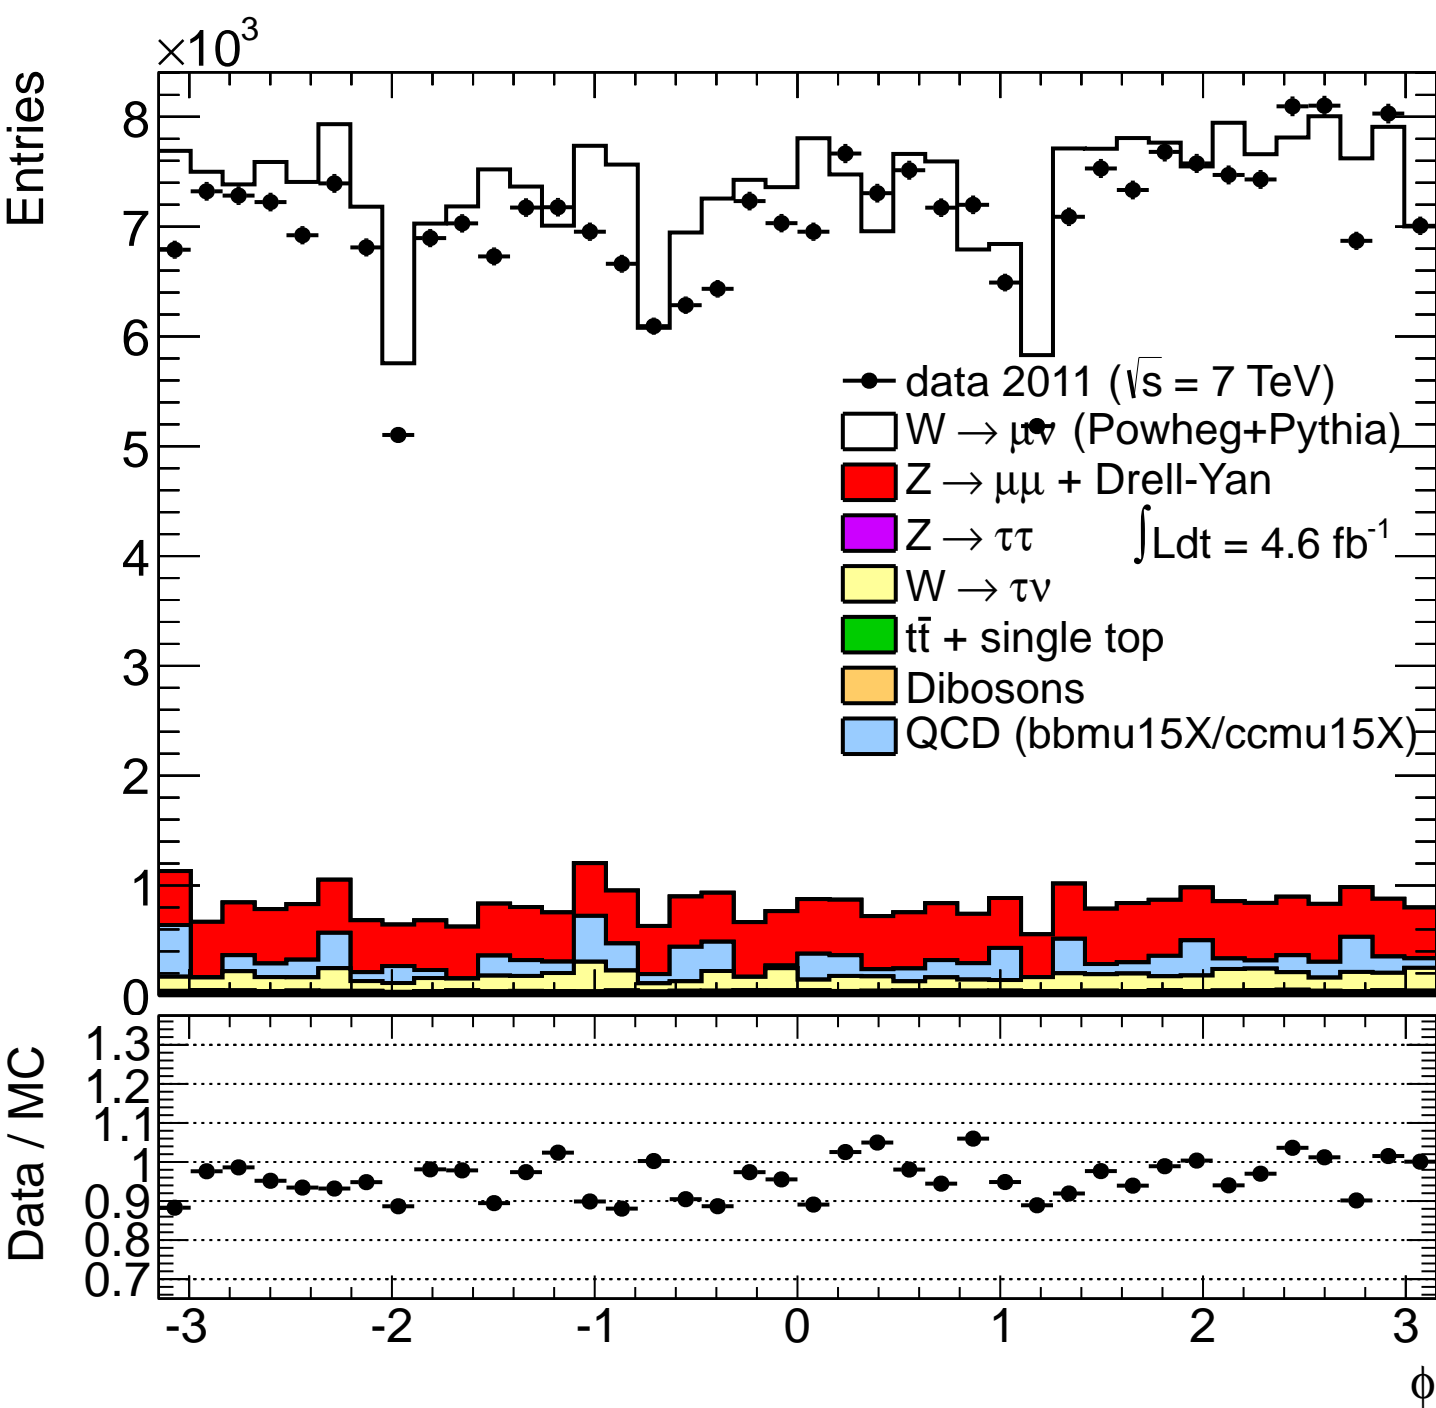 ×10³
Entries
8
7
6
5
4
3
2
1
0
data 2011 (√s = 7 TeV)
W → μν (Powheg+Pythia)
Z → μμ + Drell-Yan
Z → ττ
∫Ldt = 4.6 fb⁻¹
W → τν
tt̄ + single top
Dibosons
QCD (bbmu15X/ccmu15X)
Data / MC
1.3
1.2
1.1
1
0.9
0.8
0.7
-3 -2 -1 0 1 2 3
ϕ